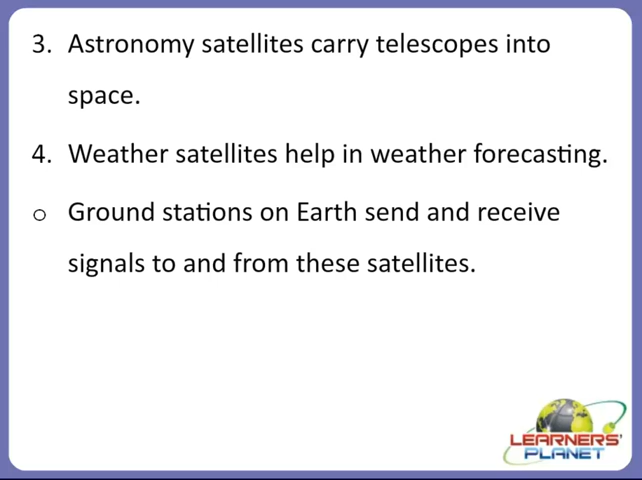 3. Astronomy satellites carry telescopes into
space.
4. Weather satellites help in weather forecasting.
o Ground stations on Earth send and receive
signals to and from these satellites.
LEARNERS'
PLANET